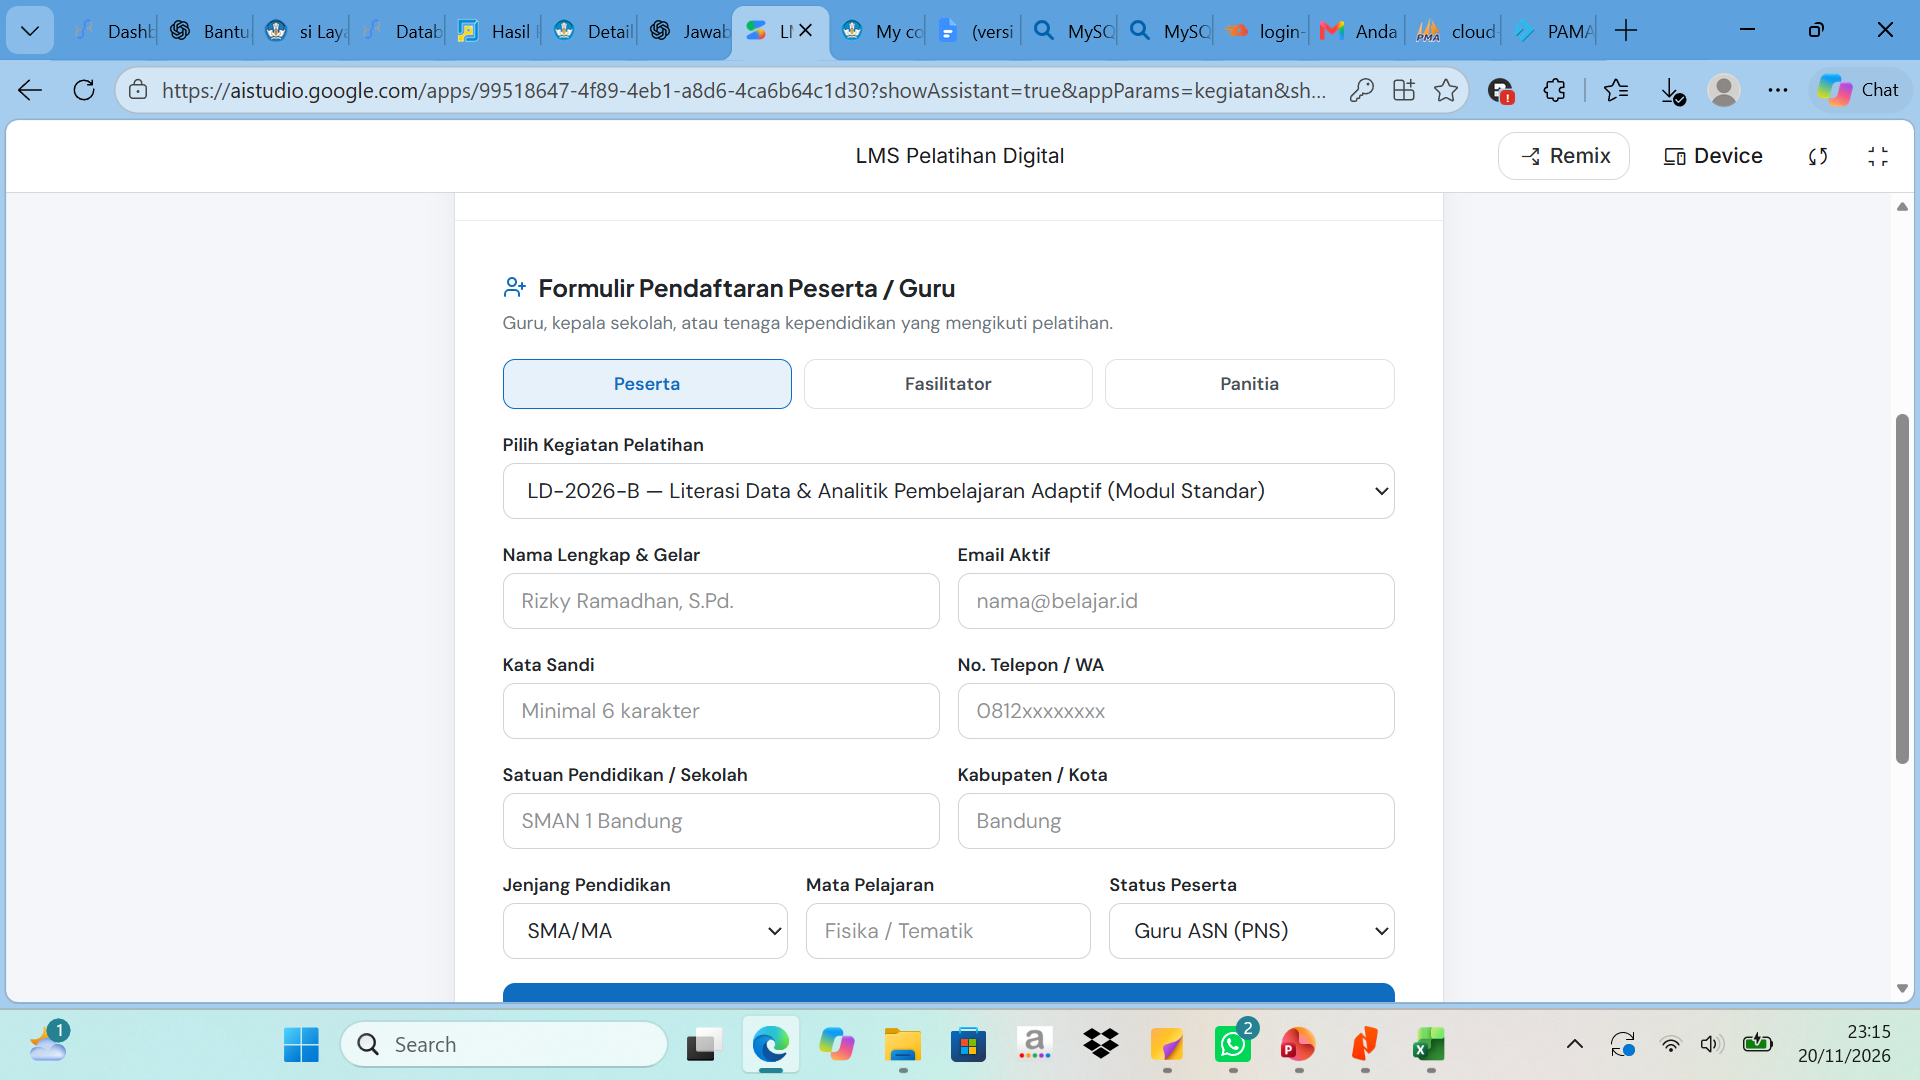 Dashb
Bantu
si Laya
Datab
Hasil
Detail
Jawab
LM
My co
(versi
MySQ
MySQ
login-
Anda
cloud
PAMA
https://aistudio.google.com/apps/99518647-4f89-4eb1-a8d6-4ca6b64c1d30?showAssistant=true&appParams=kegiatan&sh...
Chat
LMS Pelatihan Digital
Remix
Device
Formulir Pendaftaran Peserta / Guru
Guru, kepala sekolah, atau tenaga kependidikan yang mengikuti pelatihan.
Peserta
Fasilitator
Panitia
Pilih Kegiatan Pelatihan
LD-2026-B — Literasi Data & Analitik Pembelajaran Adaptif (Modul Standar)
Nama Lengkap & Gelar
Email Aktif
Rizky Ramadhan, S.Pd.
nama@belajar.id
Kata Sandi
No. Telepon / WA
Minimal 6 karakter
0812xxxxxxxx
Satuan Pendidikan / Sekolah
Kabupaten / Kota
SMAN 1 Bandung
Bandung
Jenjang Pendidikan
Mata Pelajaran
Status Peserta
SMA/MA
Fisika / Tematik
Guru ASN (PNS)
1
Search
a
2
23:15
20/11/2026